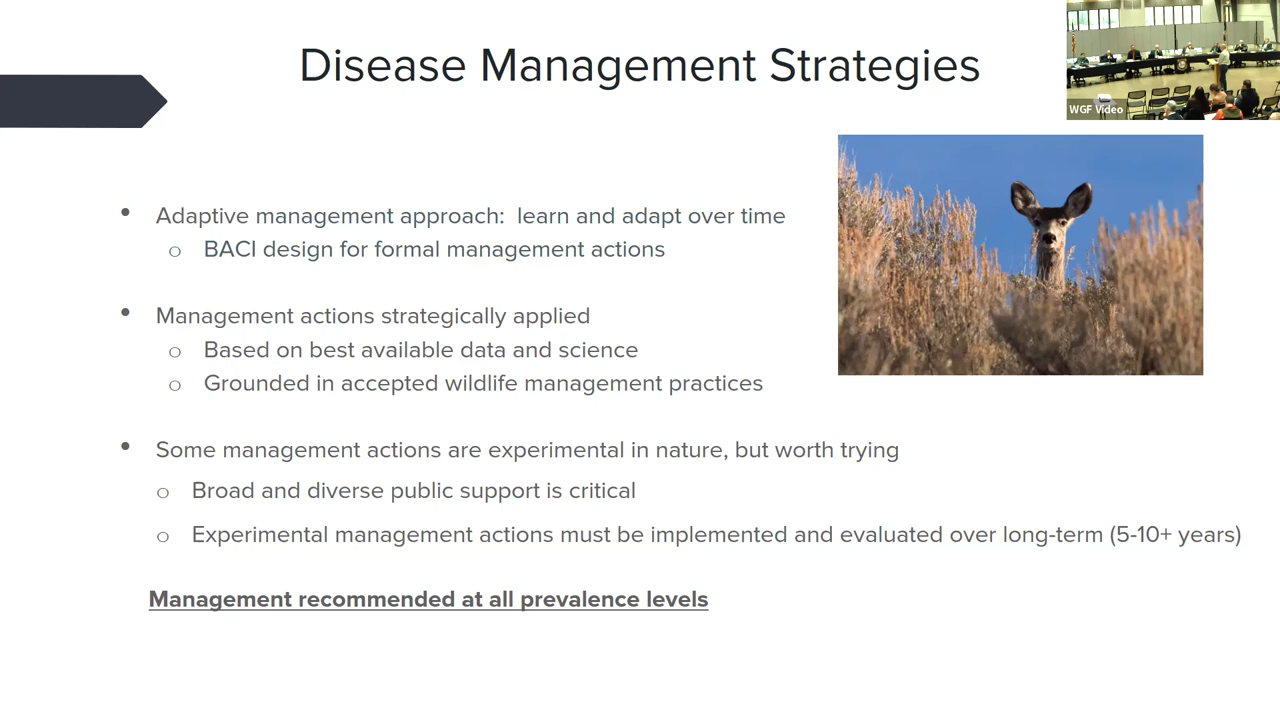 Disease Management Strategies
WGF Video
• Adaptive management approach:  learn and adapt over time
o BACI design for formal management actions
• Management actions strategically applied
o Based on best available data and science
o Grounded in accepted wildlife management practices
• Some management actions are experimental in nature, but worth trying
o Broad and diverse public support is critical
o Experimental management actions must be implemented and evaluated over long-term (5-10+ years)
Management recommended at all prevalence levels